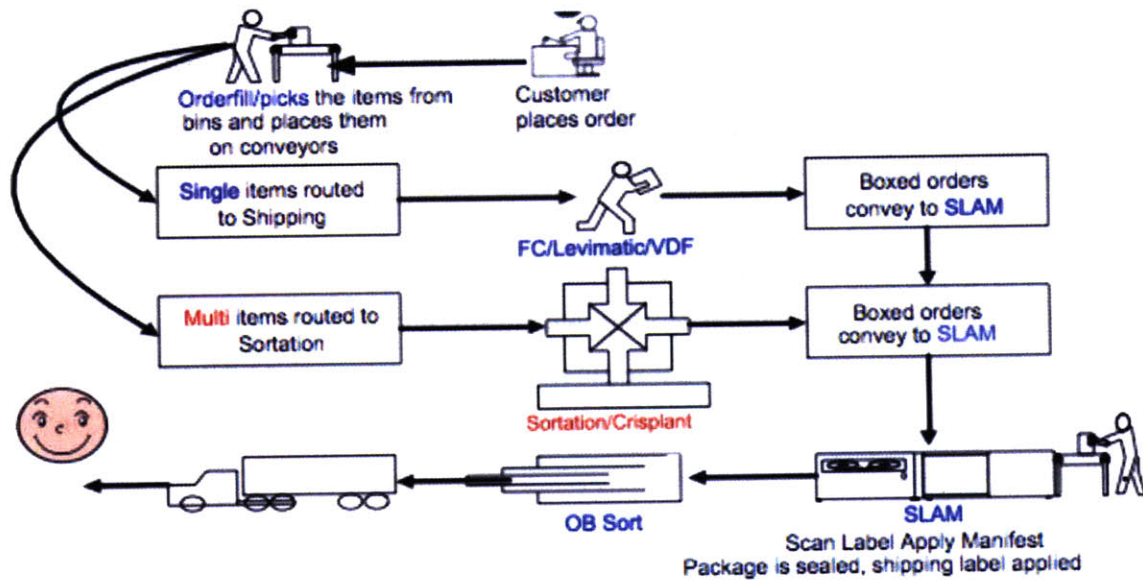 Orderfill/picks the items from
bins and places them
on conveyors
Customer
places order
Single items routed
to Shipping
FC/Levimatic/VDF
Boxed orders
convey to SLAM
Multi items routed to
Sortation
Sortation/Crisplant
Boxed orders
convey to SLAM
OB Sort
SLAM
Scan Label Apply Manifest
Package is sealed, shipping label applied